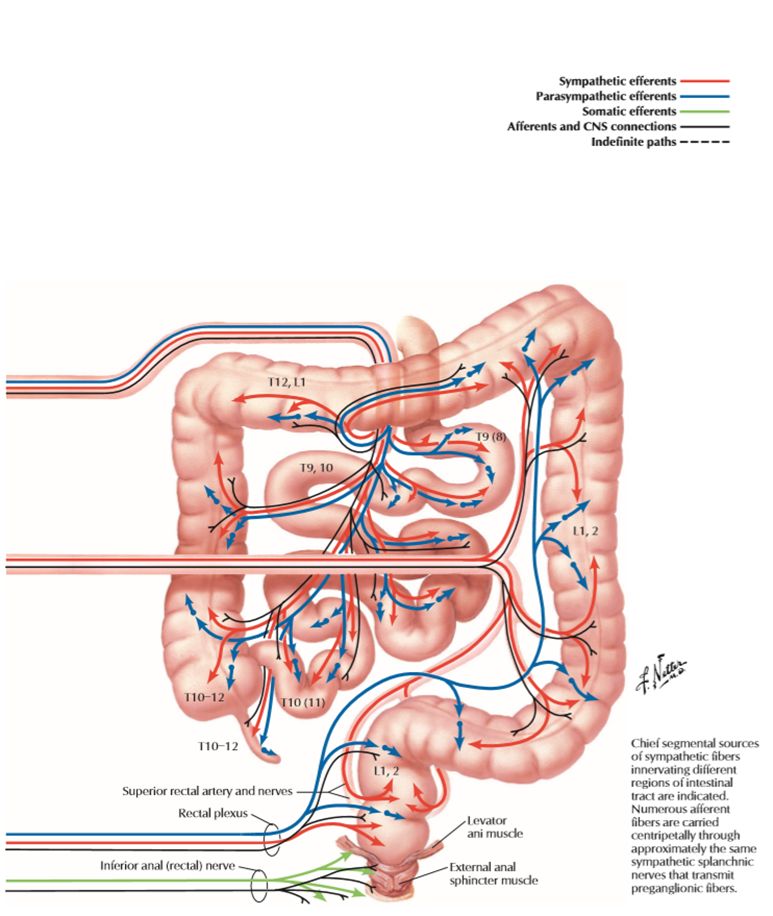 Sympathetic efferents
Parasympathetic efferents
Somatic efferents
Afferents and CNS connections
Indefinite paths
T12, L1
T9 (8)
T9, 10
L1, 2
T10–12
T10 (11)
T10–12
L1, 2
Superior rectal artery and nerves
Rectal plexus
Inferior anal (rectal) nerve
Levator
ani muscle
External anal
sphincter muscle
F. Netter
M.D.
Chief segmental sources
of sympathetic fibers
innervating different
regions of intestinal
tract are indicated.
Numerous afferent
fibers are carried
centripetally through
approximately the same
sympathetic splanchnic
nerves that transmit
preganglionic fibers.